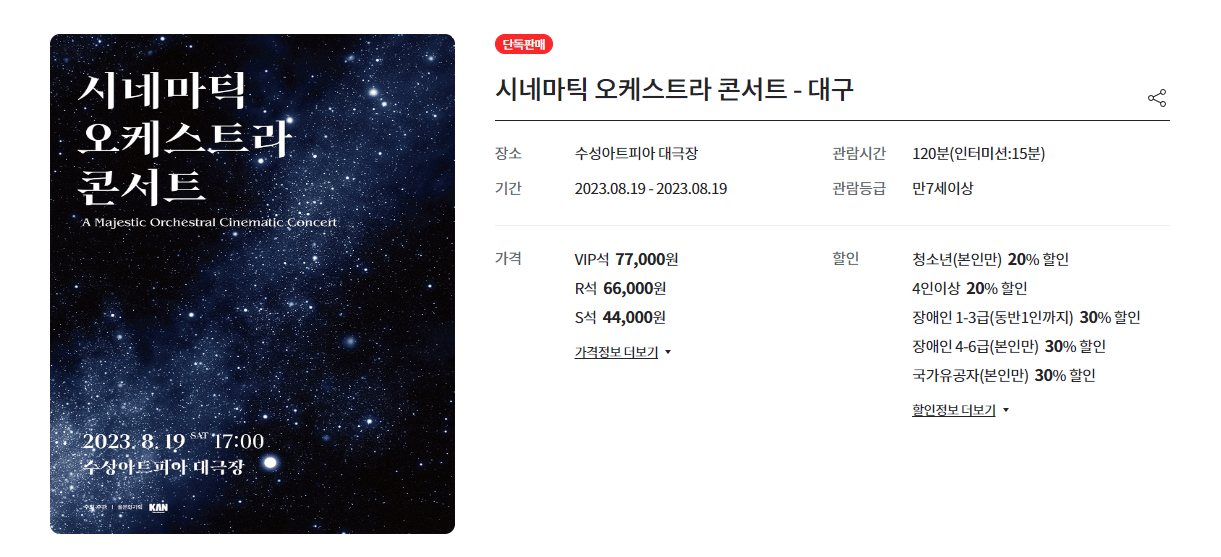 시네마틱
오케스트라
콘서트
A Majestic Orchestral Cinematic Concert
2023. 8. 19 SAT 17:00
수성아트피아 대극장
KAN
단독판매
시네마틱 오케스트라 콘서트 - 대구
장소 수성아트피아 대극장 관람시간 120분(인터미션:15분)
기간 2023.08.19 - 2023.08.19 관람등급 만7세이상
가격 VIP석 77,000원 할인 청소년(본인만) 20% 할인
R석 66,000원 4인이상 20% 할인
S석 44,000원 장애인 1-3급(동반1인까지) 30% 할인
가격정보 더보기 장애인 4-6급(본인만) 30% 할인
국가유공자(본인만) 30% 할인
할인정보 더보기